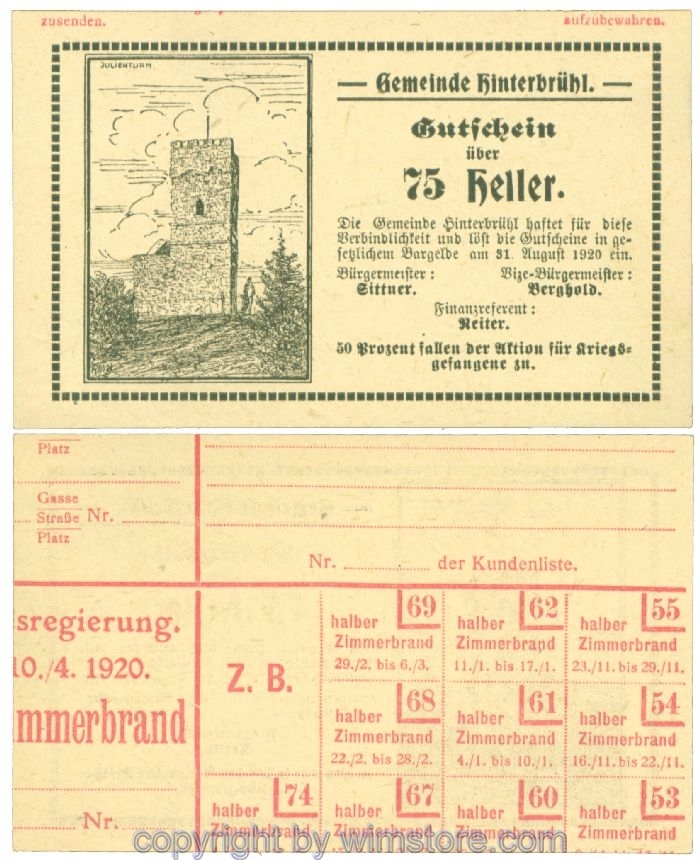 zusenden.
aufzubewahren.
JULIENTURM
Gemeinde Hinterbrühl.
Gutschein
über
75 Heller.
Die Gemeinde Hinterbrühl haftet für diese
Verbindlichkeit und löst die Gutscheine in ge-
setzlichem Bargelde am 31. August 1920 ein.
Bürgermeister: Vize-Bürgermeister:
Sittner. Berghold.
Finanzreferent:
Reiter.
50 Prozent fallen der Aktion für Kriegs-
gefangene zu.
Platz
Gasse
Straße Nr.
Platz
Nr. der Kundenliste.
sregierung.
10./4. 1920.
mmerbrand
Nr.
Z. B.
69
halber
Zimmerbrand
29./2. bis 6./3.
62
halber
Zimmerbrand
11./1. bis 17./1.
55
halber
Zimmerbrand
23./11. bis 29./11.
68
halber
Zimmerbrand
22./2. bis 28./2.
61
halber
Zimmerbrand
4./1. bis 10./1.
54
halber
Zimmerbrand
16./11. bis 22./11.
74
halber
Zimmerbrand
67
halber
Zimmerbrand
60
halber
Zimmerbrand
53
halber
Zimmerbrand
copyright by wimstore.com